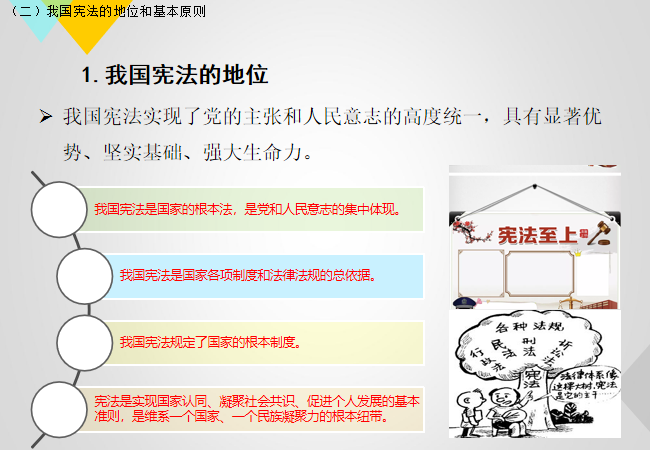 （二）我国宪法的地位和基本原则
1.我国宪法的地位
➢ 我国宪法实现了党的主张和人民意志的高度统一，具有显著优
势、坚实基础、强大生命力。
我国宪法是国家的根本法，是党和人民意志的集中体现。
我国宪法是国家各项制度和法律法规的总依据。
我国宪法规定了国家的根本制度。
宪法是实现国家认同、凝聚社会共识、促进个人发展的基本
准则，是维系一个国家、一个民族凝聚力的根本纽带。
宪法至上
各种法规
行政法
民法
刑法
诉讼法
宪法
法律体系像
这棵大树，宪法
是它的主干